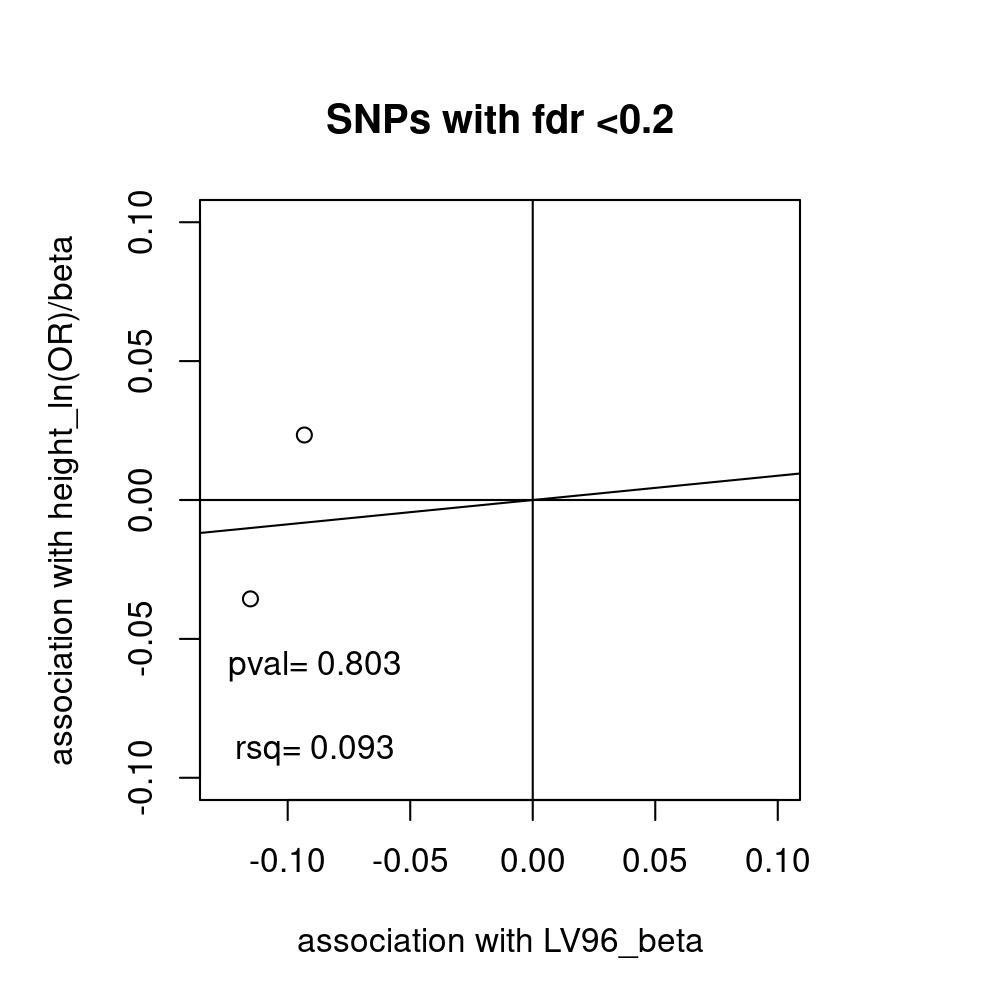 SNPs with fdr <0.2
association with height_ln(OR)/beta
0.10
0.05
0.00
-0.05
-0.10
pval= 0.803
rsq= 0.093
-0.10 -0.05 0.00 0.05 0.10
association with LV96_beta